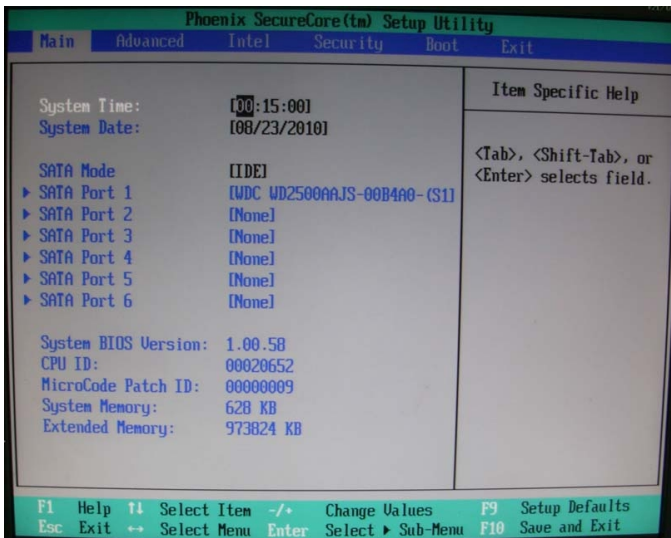 Phoenix SecureCore(tm) Setup Utility
Main Advanced Intel Security Boot Exit
Item Specific Help
System Time: [00:15:00]
System Date: [08/23/2010]
<Tab>, <Shift-Tab>, or
<Enter> selects field.
SATA Mode [IDE]
SATA Port 1 [WDC WD2500AAJS-00B4A0-(S1]
SATA Port 2 [None]
SATA Port 3 [None]
SATA Port 4 [None]
SATA Port 5 [None]
SATA Port 6 [None]
System BIOS Version: 1.00.58
CPU ID: 00020652
MicroCode Patch ID: 00000009
System Memory: 628 KB
Extended Memory: 973824 KB
F1 Help ↑↓ Select Item -/+ Change Values F9 Setup Defaults
Esc Exit ↔ Select Menu Enter Select ▶ Sub-Menu F10 Save and Exit